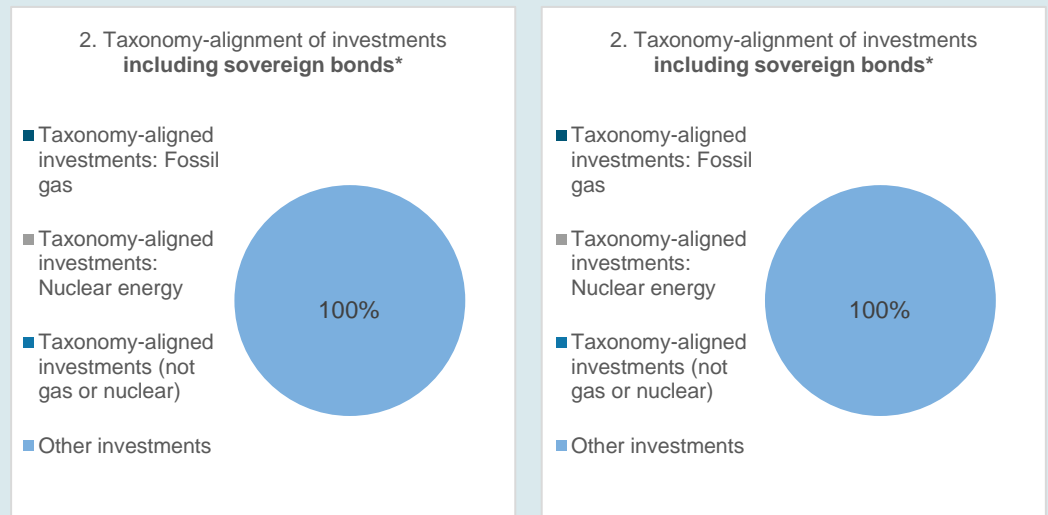 2. Taxonomy-alignment of investments
including sovereign bonds*
Taxonomy-aligned
investments: Fossil
gas
Taxonomy-aligned
investments:
Nuclear energy
Taxonomy-aligned
investments (not
gas or nuclear)
Other investments
100%
2. Taxonomy-alignment of investments
including sovereign bonds*
Taxonomy-aligned
investments: Fossil
gas
Taxonomy-aligned
investments:
Nuclear energy
Taxonomy-aligned
investments (not
gas or nuclear)
Other investments
100%